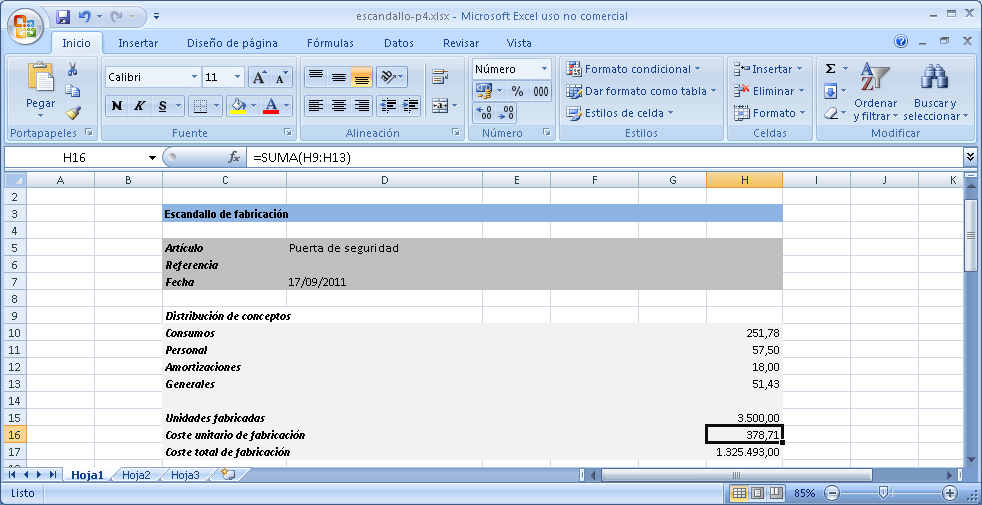 escandallo-p4.xlsx - Microsoft Excel uso no comercial
Inicio Insertar Diseño de página Fórmulas Datos Revisar Vista
Pegar
Portapapeles
Calibri 11
N K S
Fuente
Alineación
Número
% 000
Número
Formato condicional
Dar formato como tabla
Estilos de celda
Estilos
Insertar
Eliminar
Formato
Celdas
Σ
Ordenar y filtrar
Buscar y seleccionar
Modificar
H16 fx =SUMA(H9:H13)
A B C D E F G H I J K
2
3 Escandallo de fabricación
4
5 Artículo Puerta de seguridad
6 Referencia
7 Fecha 17/09/2011
8
9 Distribución de conceptos
10 Consumos 251,78
11 Personal 57,50
12 Amortizaciones 18,00
13 Generales 51,43
14
15 Unidades fabricadas 3.500,00
16 Coste unitario de fabricación 378,71
17 Coste total de fabricación 1.325.493,00
Hoja1 Hoja2 Hoja3
Listo 85%